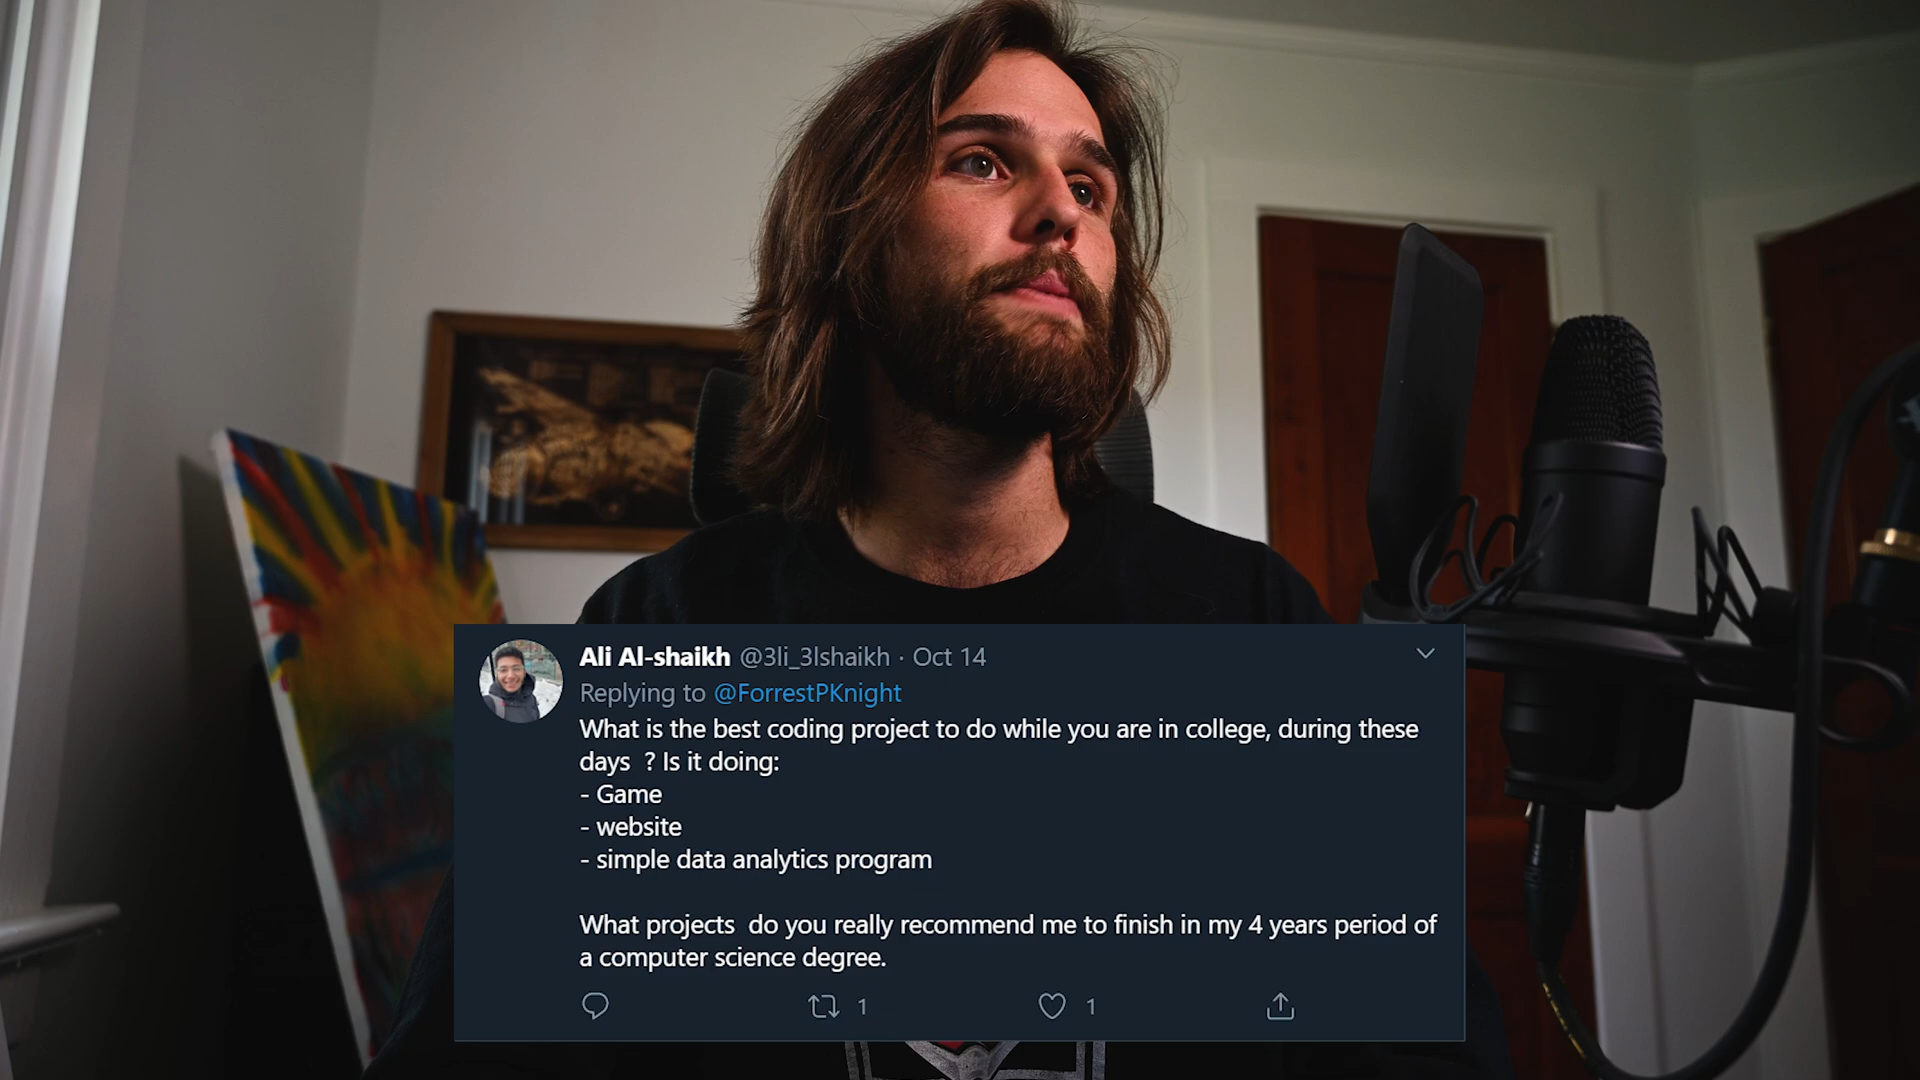 Ali Al-shaikh @3li_3lshaikh · Oct 14
Replying to @ForrestPKnight
What is the best coding project to do while you are in college, during these
days  ? Is it doing:
- Game
- website
- simple data analytics program
What projects  do you really recommend me to finish in my 4 years period of
a computer science degree.
1 1